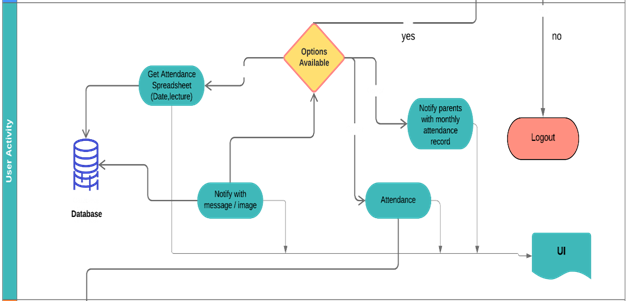 yes
no
Options
Available
Get Attendance
Spreadsheet
(Date,lecture)
Notify parents
with monthly
attendance
record
Logout
User Activity
Notify with
message / image
Attendance
Database
UI